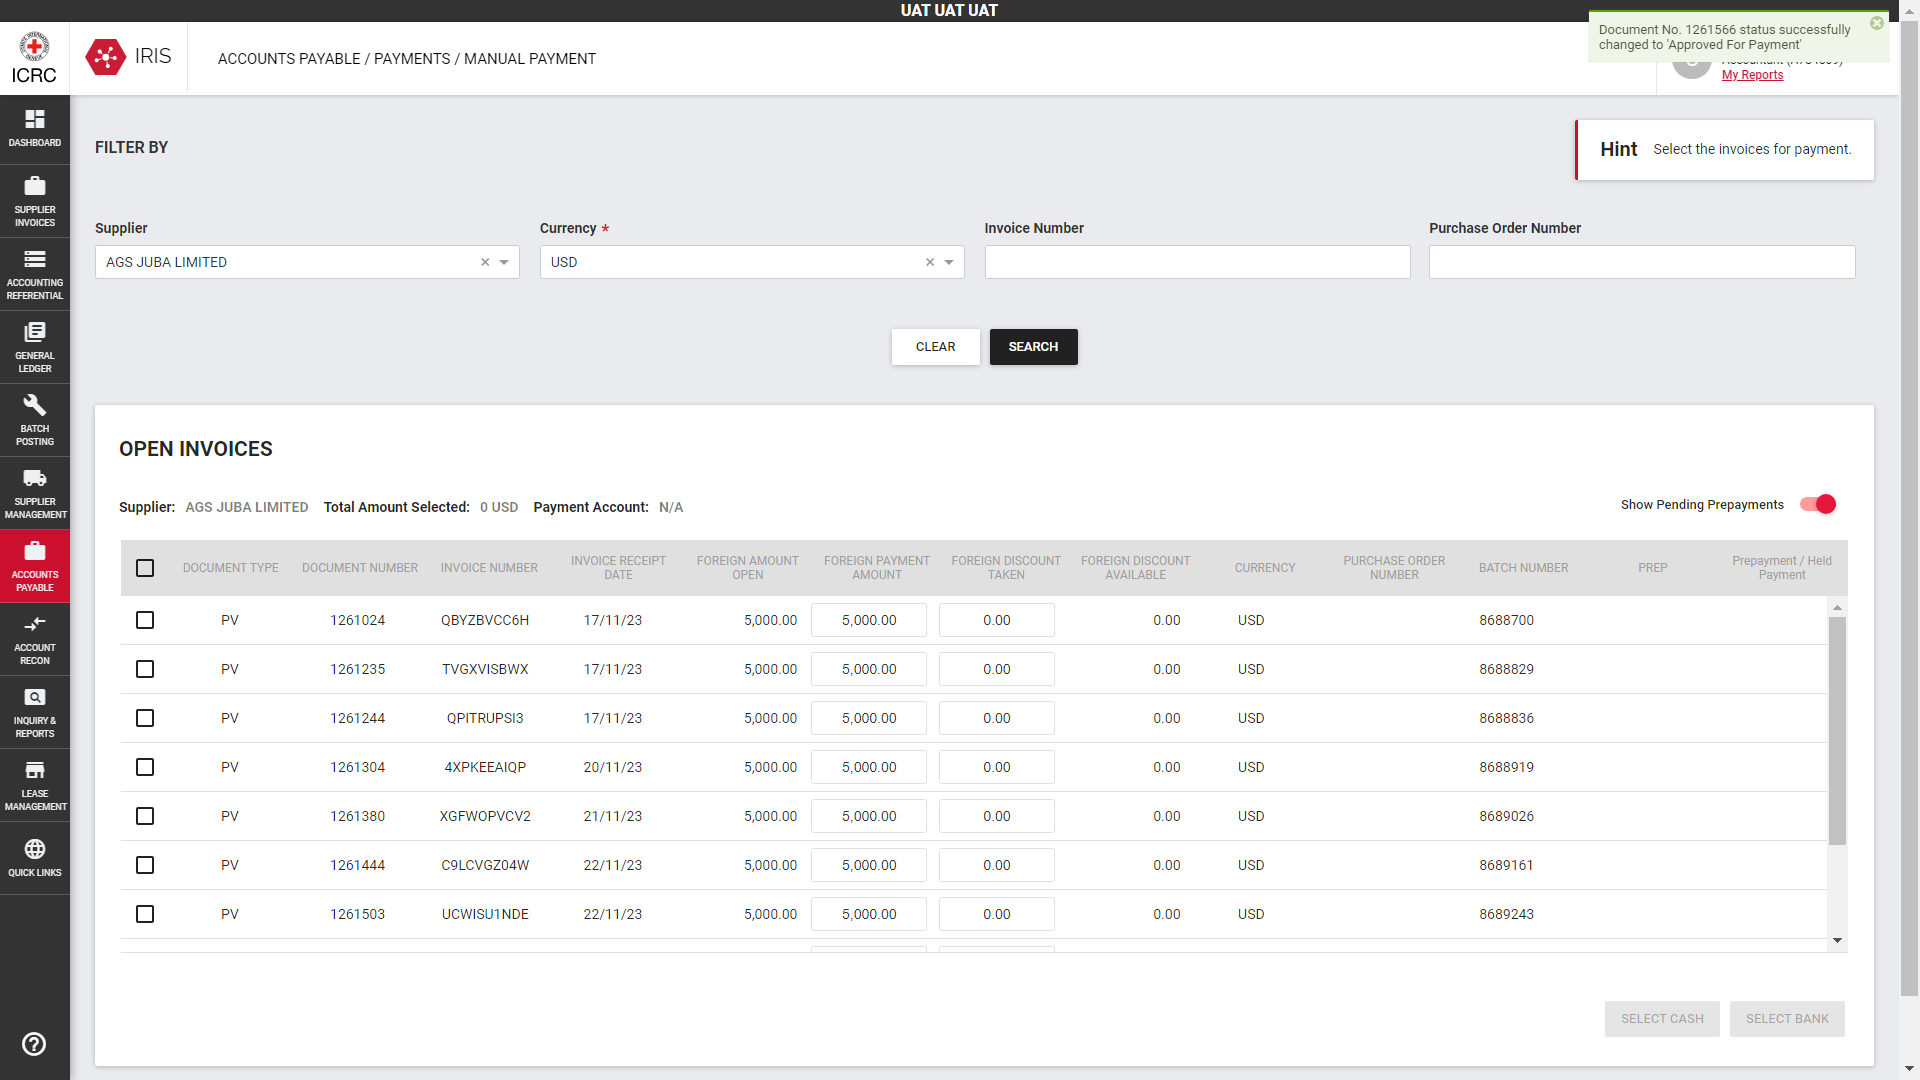 UAT UAT UAT
ICRC
IRIS
ACCOUNTS PAYABLE / PAYMENTS / MANUAL PAYMENT
Document No. 1261566 status successfully
changed to 'Approved For Payment'
My Reports
DASHBOARD
SUPPLIER
INVOICES
ACCOUNTING
REFERENTIAL
GENERAL
LEDGER
BATCH
POSTING
SUPPLIER
MANAGEMENT
ACCOUNTS
PAYABLE
ACCOUNT
RECON
INQUIRY &
REPORTS
LEASE
MANAGEMENT
QUICK LINKS
FILTER BY
Hint Select the invoices for payment.
Supplier Currency * Invoice Number Purchase Order Number
AGS JUBA LIMITED USD
CLEAR SEARCH
OPEN INVOICES
Supplier: AGS JUBA LIMITED Total Amount Selected: 0 USD Payment Account: N/A Show Pending Prepayments
DOCUMENT TYPE DOCUMENT NUMBER INVOICE NUMBER INVOICE RECEIPT DATE FOREIGN AMOUNT OPEN FOREIGN PAYMENT AMOUNT FOREIGN DISCOUNT TAKEN FOREIGN DISCOUNT AVAILABLE CURRENCY PURCHASE ORDER NUMBER BATCH NUMBER PREP Prepayment / Held Payment
PV 1261024 QBYZBVCC6H 17/11/23 5,000.00 5,000.00 0.00 0.00 USD 8688700
PV 1261235 TVGXVISBWX 17/11/23 5,000.00 5,000.00 0.00 0.00 USD 8688829
PV 1261244 QPITRUPSI3 17/11/23 5,000.00 5,000.00 0.00 0.00 USD 8688836
PV 1261304 4XPKEEAIQP 20/11/23 5,000.00 5,000.00 0.00 0.00 USD 8688919
PV 1261380 XGFWOPVCV2 21/11/23 5,000.00 5,000.00 0.00 0.00 USD 8689026
PV 1261444 C9LCVGZ04W 22/11/23 5,000.00 5,000.00 0.00 0.00 USD 8689161
PV 1261503 UCWISU1NDE 22/11/23 5,000.00 5,000.00 0.00 0.00 USD 8689243
SELECT CASH SELECT BANK